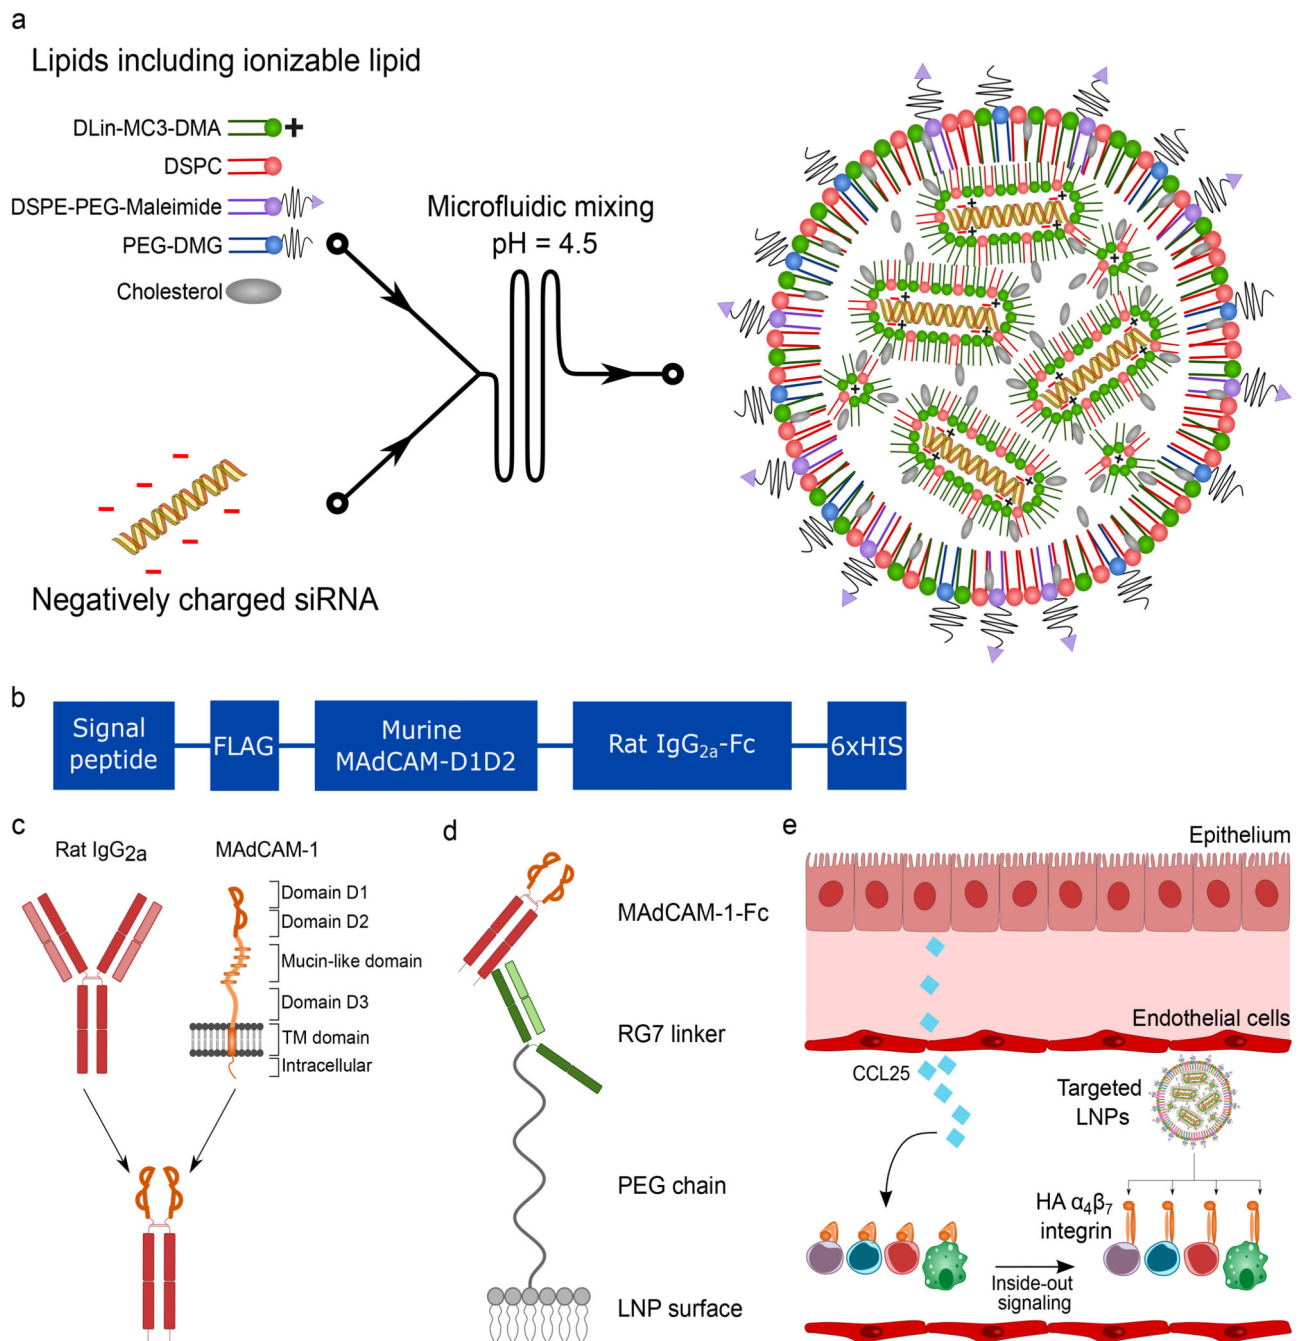 a
Lipids including ionizable lipid
DLin-MC3-DMA
+
DSPC
DSPE-PEG-Maleimide
PEG-DMG
Cholesterol
Microfluidic mixing
pH = 4.5
Negatively charged siRNA
b
Signal
peptide
FLAG
Murine
MAdCAM-D1D2
Rat IgG2a-Fc
6xHIS
c
Rat IgG2a
MAdCAM-1
Domain D1
Domain D2
Mucin-like domain
Domain D3
TM domain
Intracellular
d
MAdCAM-1-Fc
RG7 linker
PEG chain
LNP surface
e
Epithelium
Endothelial cells
CCL25
Targeted
LNPs
HA α4β7
integrin
Inside-out
signaling